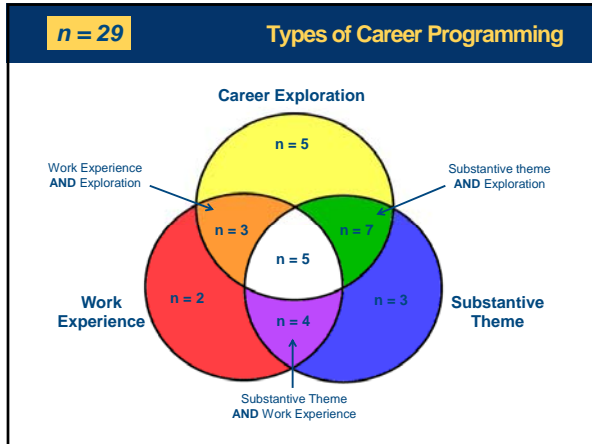 n = 29
Types of Career Programming
Career Exploration
n = 5
Work Experience
AND Exploration
Substantive theme
AND Exploration
n = 3
n = 7
n = 5
n = 2
n = 3
Work
Experience
Substantive
Theme
n = 4
Substantive Theme
AND Work Experience